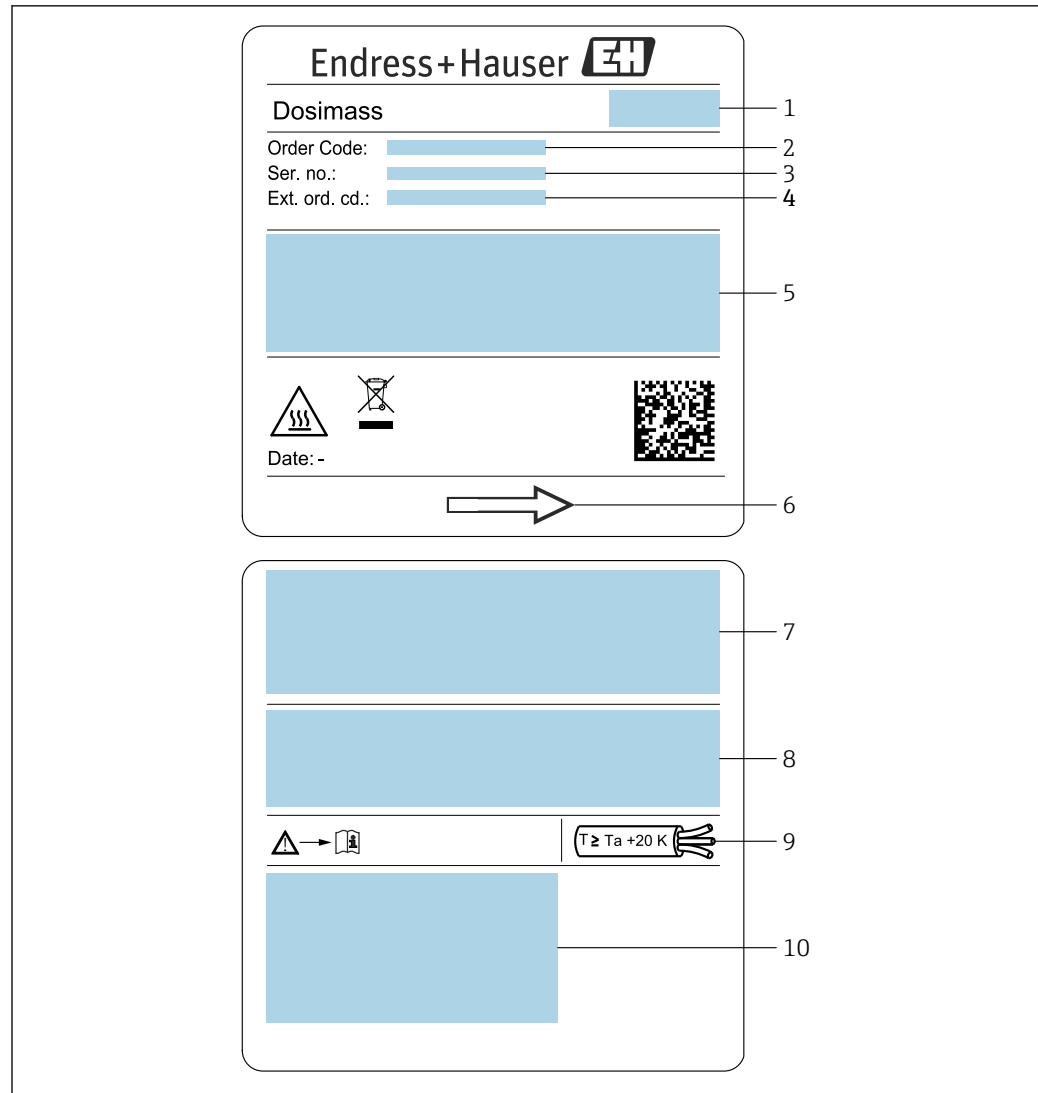 Endress+Hauser EH
Dosimass
1
Order Code:
2
Ser. no.:
3
Ext. ord. cd.:
4
5
Date: -
6
7
8
T ≥ Ta +20 K
9
10